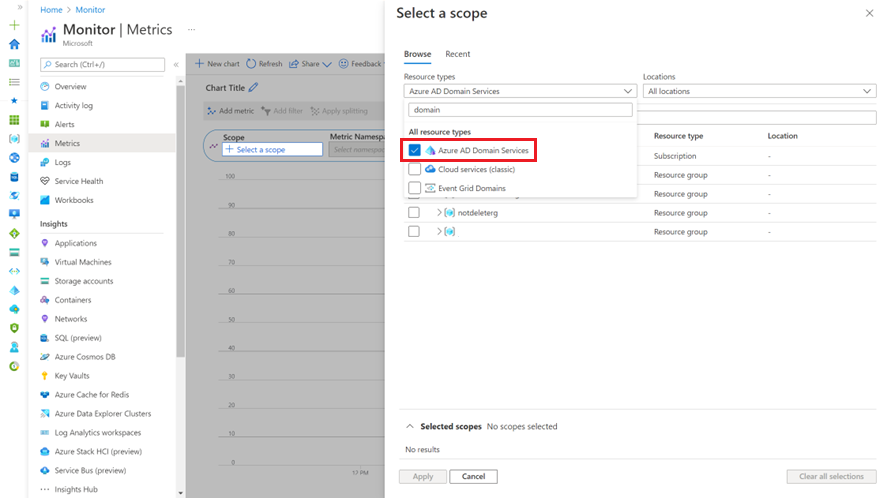 Home > Monitor
Monitor | Metrics ...
Microsoft
Search (Ctrl+/)
Overview
Activity log
Alerts
Metrics
Logs
Service Health
Workbooks
Insights
Applications
Virtual Machines
Storage accounts
Containers
Networks
SQL (preview)
Azure Cosmos DB
Key Vaults
Azure Cache for Redis
Azure Data Explorer Clusters
Log Analytics workspaces
Azure Stack HCI (preview)
Service Bus (preview)
Insights Hub
New chart Refresh Share Feedback
Chart Title
Add metric Add filter Apply splitting
Scope Metric Namespa
Select a scope Select namesp
100
90
80
70
60
50
40
30
20
10
0
12 PM
Select a scope
Browse Recent
Resource types Locations
Azure AD Domain Services All locations
domain
All resource types
Azure AD Domain Services
Cloud services (classic)
Event Grid Domains
Resource type Location
Subscription -
Resource group -
Resource group -
notdeleterg Resource group -
Resource group -
Selected scopes No scopes selected
No results
Apply Cancel Clear all selections